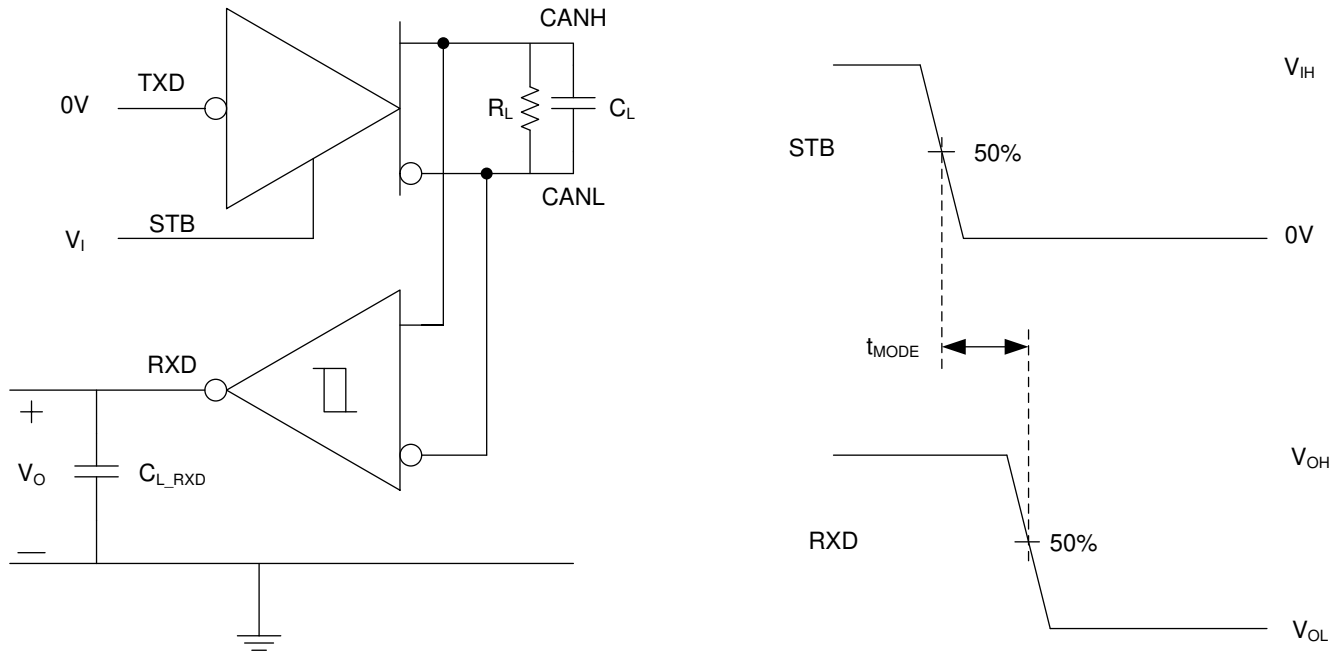 CANH
TXD
0V
R_L
C_L
STB
V_I
CANL
RXD
+
V_O
C_L_RXD
—
V_IH
STB
50%
0V
t_MODE
V_OH
RXD
50%
V_OL